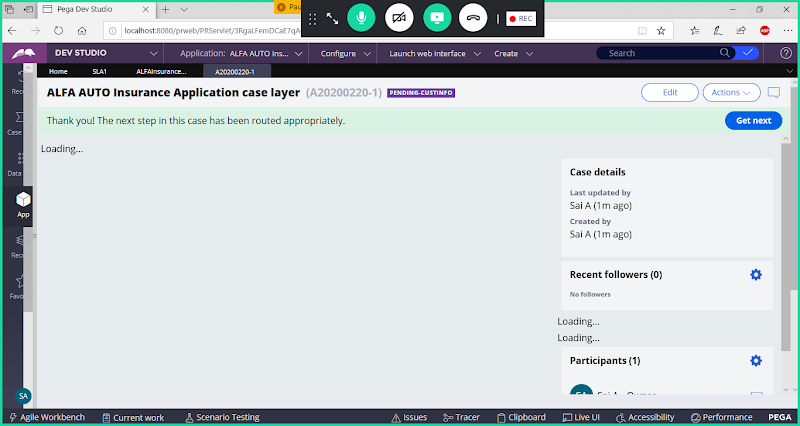 Pega Dev Studio
Pau
REC
localhost:8080/prweb/PRServlet/3RgaLFemDCaE7qA
ABP
DEV STUDIO
Application: ALFA AUTO Ins...
Configure
Launch web interface
Create
Search
Home
SLA1
ALFAInsurance...
A20200220-1
Reco
Case
Data
App
Reco
Favo
SA
ALFA AUTO Insurance Application case layer (A20200220-1) PENDING-CUSTINFO
Edit
Actions
Thank you! The next step in this case has been routed appropriately.
Get next
Loading...
Case details
Last updated by
Sai A (1m ago)
Created by
Sai A (1m ago)
Recent followers (0)
No followers
Loading...
Loading...
Participants (1)
Agile Workbench
Current work
Scenario Testing
Issues
Tracer
Clipboard
Live UI
Accessibility
Performance
PEGA